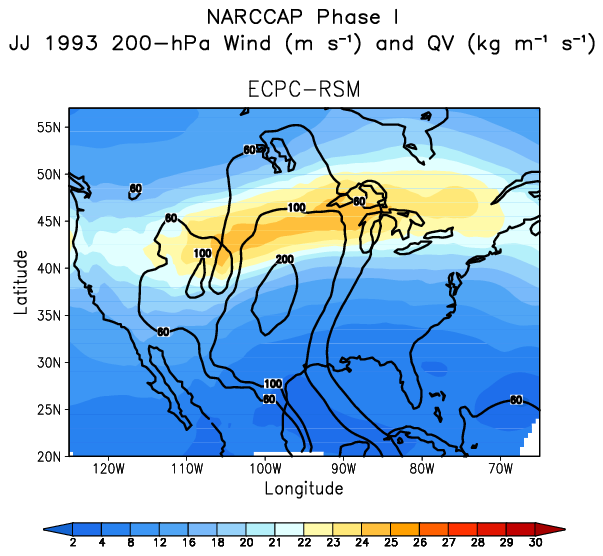 NARCCAP Phase I
JJ 1993 200-hPa Wind (m s⁻¹) and QV (kg m⁻¹ s⁻¹)
ECPC-RSM
55N
50N
45N
40N
35N
30N
25N
20N
Latitude
60
60
60
100
60
100
200
60
100
60
60
120W 110W 100W 90W 80W 70W
Longitude
2 4 8 12 16 18 20 21 22 23 24 25 26 27 28 29 30